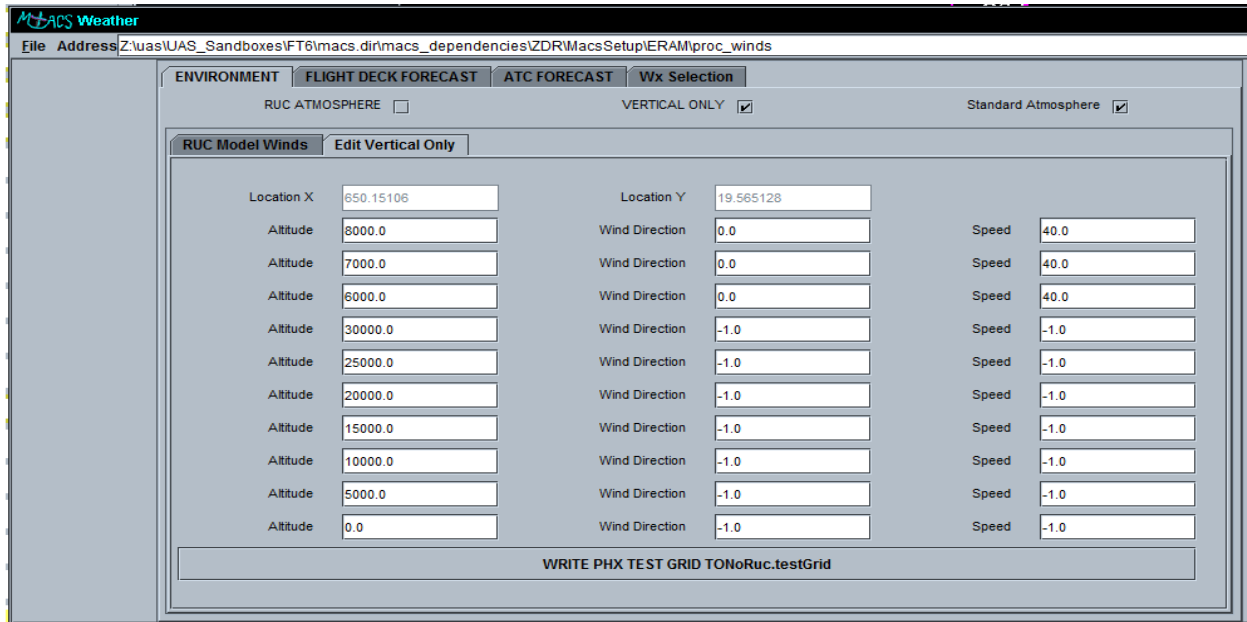 MACS Weather
File Address Z:\uas\UAS_Sandboxes\FT6\macs.dir\macs_dependencies\ZDR\MacsSetup\ERAM\proc_winds
ENVIRONMENT FLIGHT DECK FORECAST ATC FORECAST Wx Selection
RUC ATMOSPHERE VERTICAL ONLY Standard Atmosphere
RUC Model Winds Edit Vertical Only
Location X 650.15106 Location Y 19.565128
Altitude 8000.0 Wind Direction 0.0 Speed 40.0
Altitude 7000.0 Wind Direction 0.0 Speed 40.0
Altitude 6000.0 Wind Direction 0.0 Speed 40.0
Altitude 30000.0 Wind Direction -1.0 Speed -1.0
Altitude 25000.0 Wind Direction -1.0 Speed -1.0
Altitude 20000.0 Wind Direction -1.0 Speed -1.0
Altitude 15000.0 Wind Direction -1.0 Speed -1.0
Altitude 10000.0 Wind Direction -1.0 Speed -1.0
Altitude 5000.0 Wind Direction -1.0 Speed -1.0
Altitude 0.0 Wind Direction -1.0 Speed -1.0
WRITE PHX TEST GRID TONoRuc.testGrid